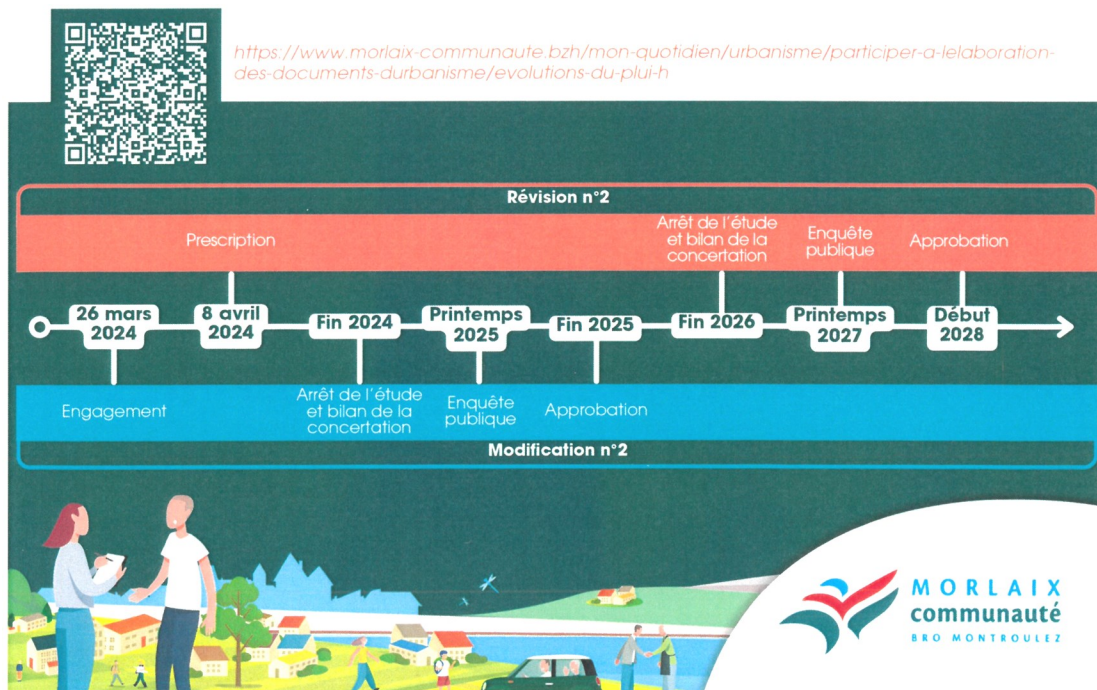 https://www.morlaix-communaute.bzh/mon-quotidien/urbanisme/participer-a-lelaboration-
des-documents-durbanisme/evolutions-du-plui-h
Révision n°2
Prescription
Arrêt de l'étude
et bilan de la
concertation
Enquête
publique
Approbation
26 mars
2024
8 avril
2024
Fin 2024
Printemps
2025
Fin 2025
Fin 2026
Printemps
2027
Début
2028
Engagement
Arrêt de l'étude
et bilan de la
concertation
Enquête
publique
Approbation
Modification n°2
MORLAIX
communauté
BRO MONTROULEZ